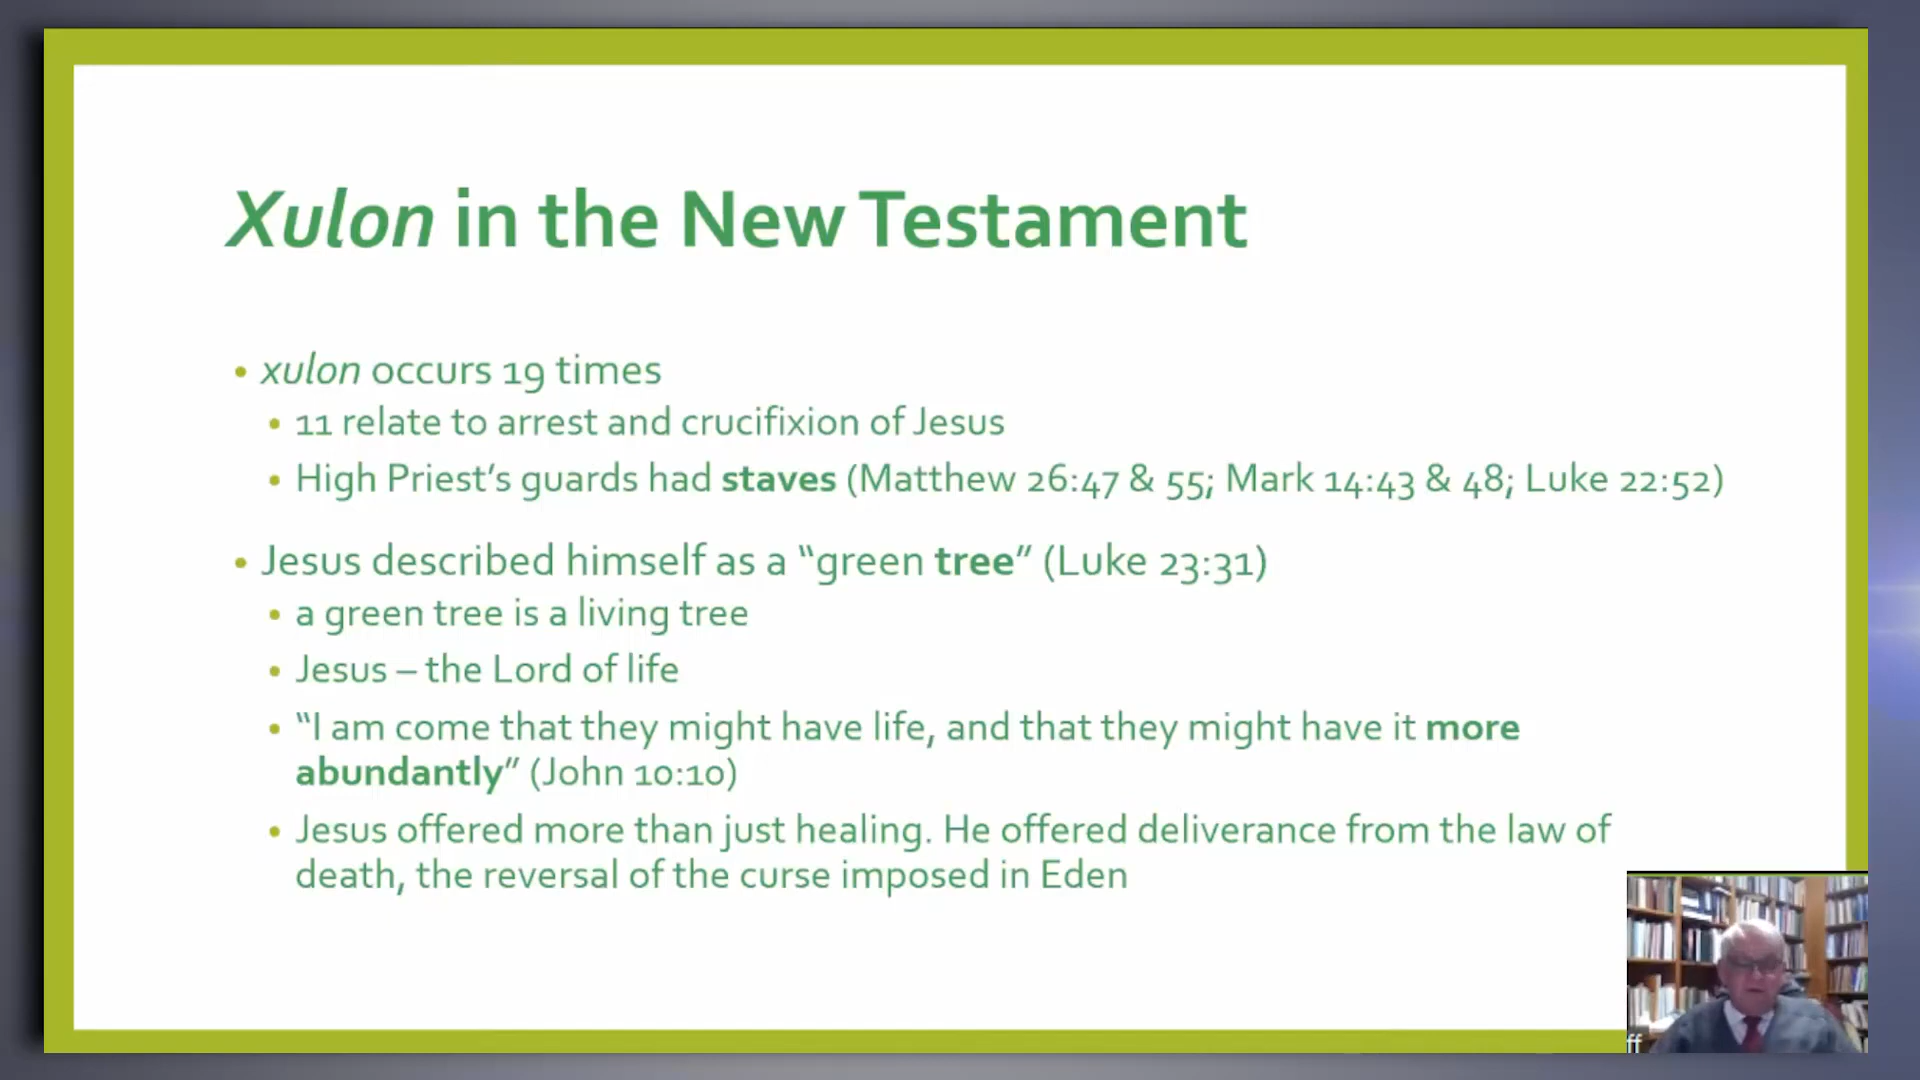 Xulon in the New Testament
• xulon occurs 19 times
• 11 relate to arrest and crucifixion of Jesus
• High Priest’s guards had staves (Matthew 26:47 & 55; Mark 14:43 & 48; Luke 22:52)
• Jesus described himself as a “green tree” (Luke 23:31)
• a green tree is a living tree
• Jesus – the Lord of life
• “I am come that they might have life, and that they might have it more
abundantly” (John 10:10)
• Jesus offered more than just healing. He offered deliverance from the law of
death, the reversal of the curse imposed in Eden
ff